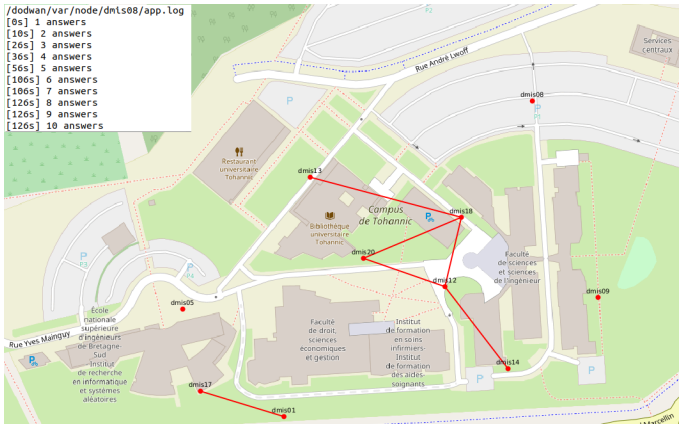 /dodwan/var/node/dmis08/app.log
[0s] 1 answers
[10s] 2 answers
[26s] 3 answers
[36s] 4 answers
[56s] 5 answers
[106s] 6 answers
[106s] 7 answers
[126s] 8 answers
[126s] 9 answers
[126s] 10 answers
P2
Rue André Lwoff
Services
centraux
P
dmis08
P1
Restaurant
universitaire
Tohannic
dmis13
Campus
de Tohannic
dmis18
Bibliothèque
universitaire
Tohannic
dmis20
P
P3
P
P4
Faculté
de sciences
et sciences
de l'ingénieur
dmis12
dmis09
dmis05
École
nationale
supérieure
d'ingénieurs
de Bretagne-
Sud
Institut
de recherche
en informatique
et systèmes
aléatoires
Rue Yves Mainguy
Faculté
de droit,
sciences
économiques
et gestion
Institut
de formation
en soins
infirmiers-
Institut
de formation
des aides-
soignants
dmis14
P
P
dmis17
dmis01
Marcellin